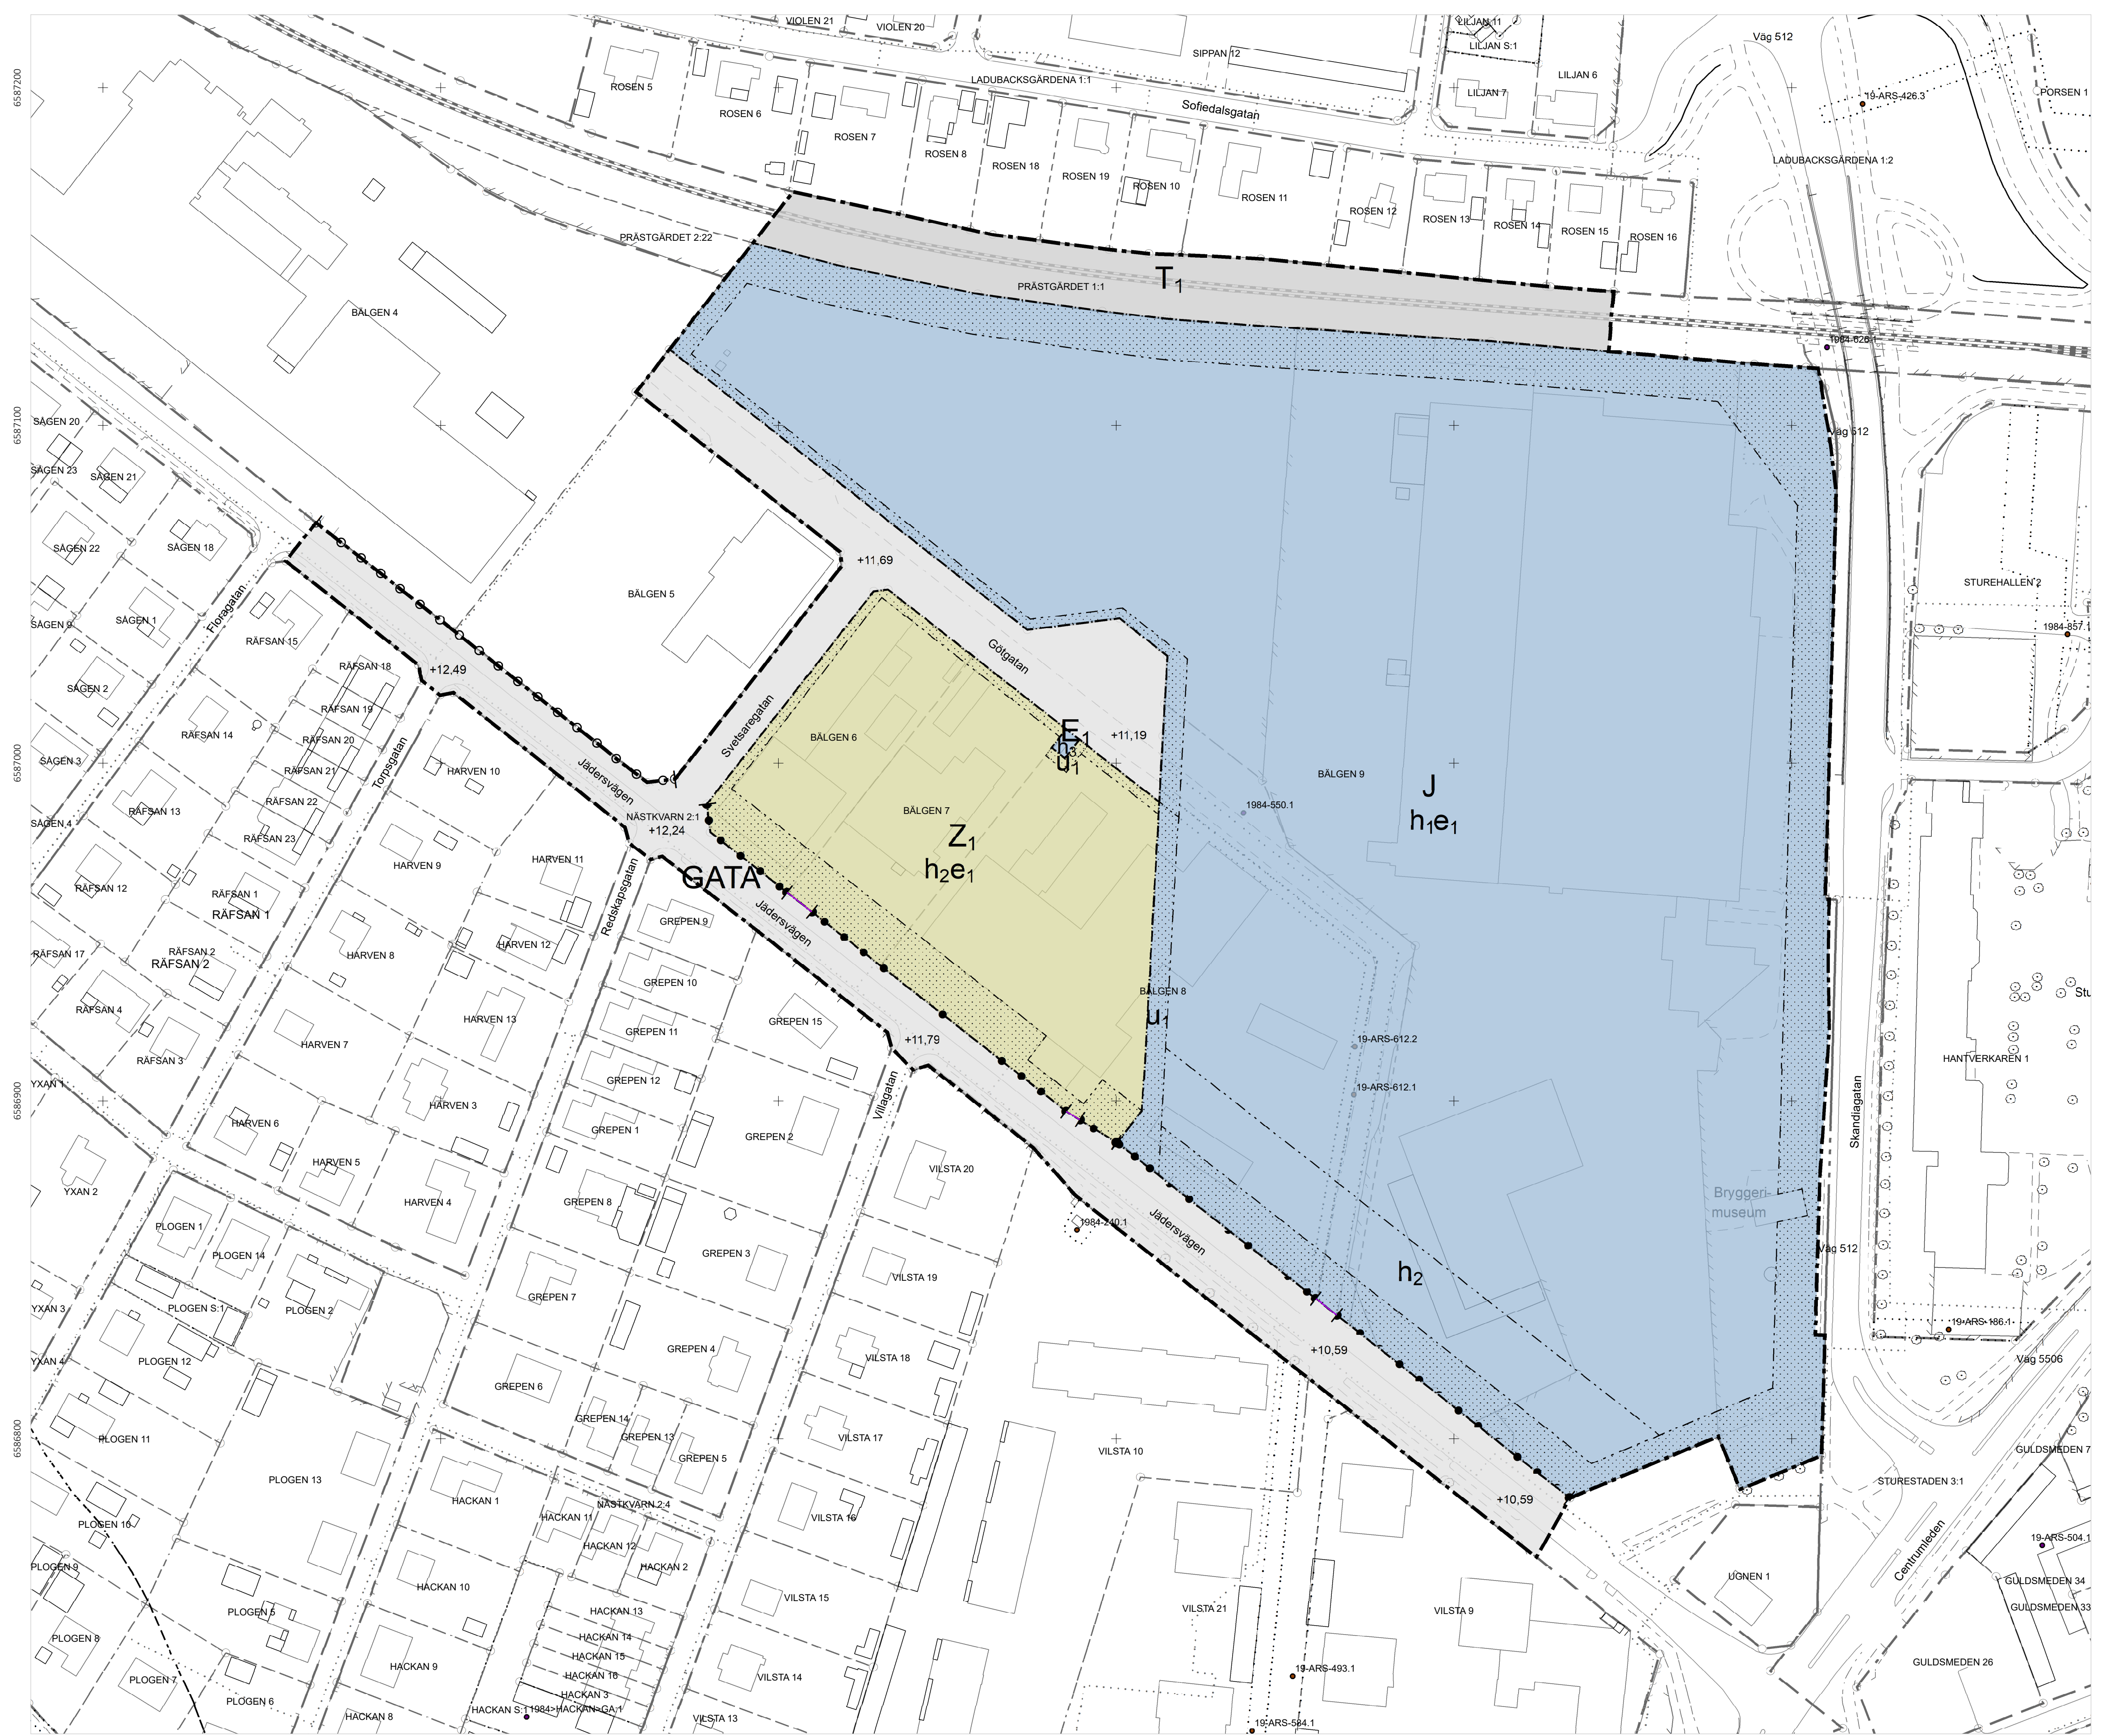 VIOLEN 21
VIOLEN 20
LILJAN 11
LILJAN S:1
Väg 512
SIPPAN 12
LADUBACKSGÄRDENA 1:1
LILJAN 6
LILJAN 7
PORSEN 1
19-ARS-426.3
6587200
ROSEN 5
ROSEN 6
ROSEN 7
Sofiedalsgatan
ROSEN 8
ROSEN 18
ROSEN 19
ROSEN 10
ROSEN 11
ROSEN 12
ROSEN 13
ROSEN 14
ROSEN 15
ROSEN 16
LADUBACKSGÄRDENA 1:2
PRÄSTGÄRDET 2:22
T1
PRÄSTGÄRDET 1:1
BÄLGEN 4
1984-626.1
Väg 512
6587100
SÅGEN 20
SÅGEN 23
SÅGEN 21
SÅGEN 22
SÅGEN 18
+11,69
BÄLGEN 5
STUREHALLEN 2
1984-857.1
SÅGEN 9
SÅGEN 1
Floragatan
RÄFSAN 15
SÅGEN 2
RÄFSAN 18
+12,49
Götgatan
RÄFSAN 19
RÄFSAN 14
RÄFSAN 20
Svetsaregatan
BÄLGEN 6
E1
h3
u1
+11,19
6587000
SÅGEN 3
RÄFSAN 21
Torpsgatan
HARVEN 10
Jädersvägen
BÄLGEN 9
J
h1e1
RÄFSAN 22
RÄFSAN 13
SÅGEN 4
RÄFSAN 23
NÄSTKVARN 2:1
+12,24
BÄLGEN 7
1984-550.1
Z1
h2e1
HARVEN 9
HARVEN 11
GATA
RÄFSAN 12
RÄFSAN 1
RÄFSAN 1
Redskapsgatan
GREPEN 9
Jädersvägen
RÄFSAN 17
RÄFSAN 2
RÄFSAN 2
HARVEN 8
HARVEN 12
GREPEN 10
BÄLGEN 8
u1
Stu
RÄFSAN 4
HARVEN 13
GREPEN 11
GREPEN 15
+11,79
RÄFSAN 3
HARVEN 7
19-ARS-612.2
HANTVERKAREN 1
6586900
YXAN 1
GREPEN 12
19-ARS-612.1
HARVEN 3
HARVEN 6
GREPEN 1
GREPEN 2
Villagatan
Skandiagatan
HARVEN 5
VILSTA 20
YXAN 2
HARVEN 4
GREPEN 8
PLOGEN 1
1984-240.1
Jädersvägen
Bryggeri-
museum
PLOGEN 14
GREPEN 3
VILSTA 19
h2
Väg 512
GREPEN 7
YXAN 3
PLOGEN S:1
PLOGEN 2
19-ARS-186.1
GREPEN 4
+10,59
YXAN 4
PLOGEN 12
VILSTA 18
Väg 5506
GREPEN 6
GREPEN 14
GREPEN 13
VILSTA 17
6586800
PLOGEN 11
GREPEN 5
VILSTA 10
GULDSMEDEN 7
PLOGEN 13
STURESTADEN 3:1
HACKAN 1
NÄSTKVARN 2:4
+10,59
HACKAN 11
VILSTA 16
PLOGEN 10
HACKAN 12
19-ARS-504.1
Centrumleden
PLOGEN 9
HACKAN 2
UGNEN 1
HACKAN 10
GULDSMEDEN 34
VILSTA 15
PLOGEN 5
HACKAN 13
VILSTA 21
VILSTA 9
GULDSMEDEN 33
PLOGEN 8
HACKAN 14
HACKAN 15
HACKAN 9
HACKAN 16
VILSTA 14
19-ARS-493.1
GULDSMEDEN 26
PLOGEN 7
HACKAN 3
PLOGEN 6
HACKAN S:1
1984>HACKAN>GA:1
HACKAN 8
VILSTA 13
19-ARS-584.1